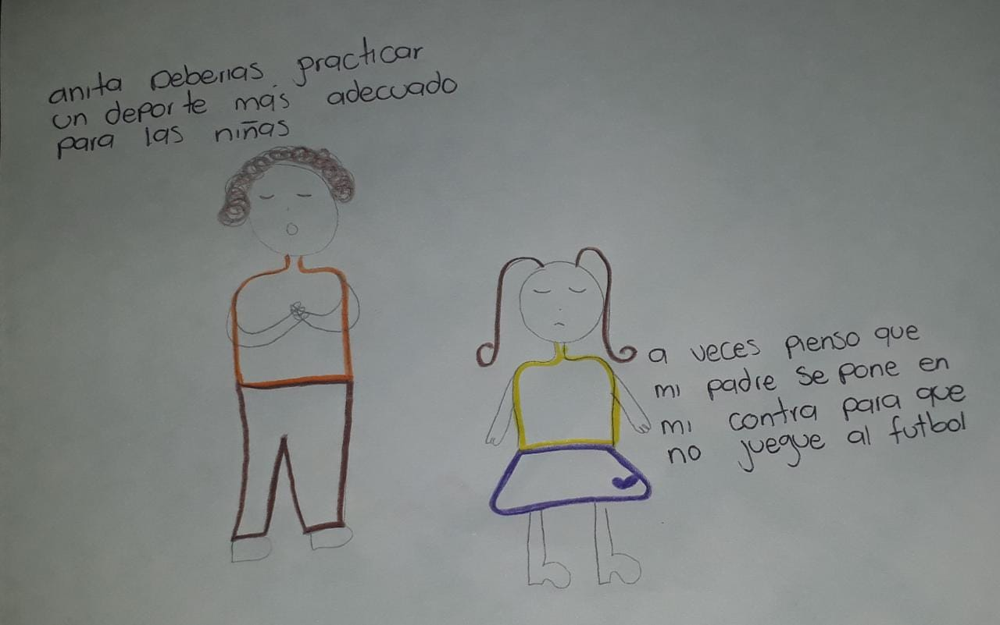 anita Deberias practicar
un deporte más adecuado
para las niñas
a veces pienso que
mi padre se pone en
mi contra para que
no juegue al futbol